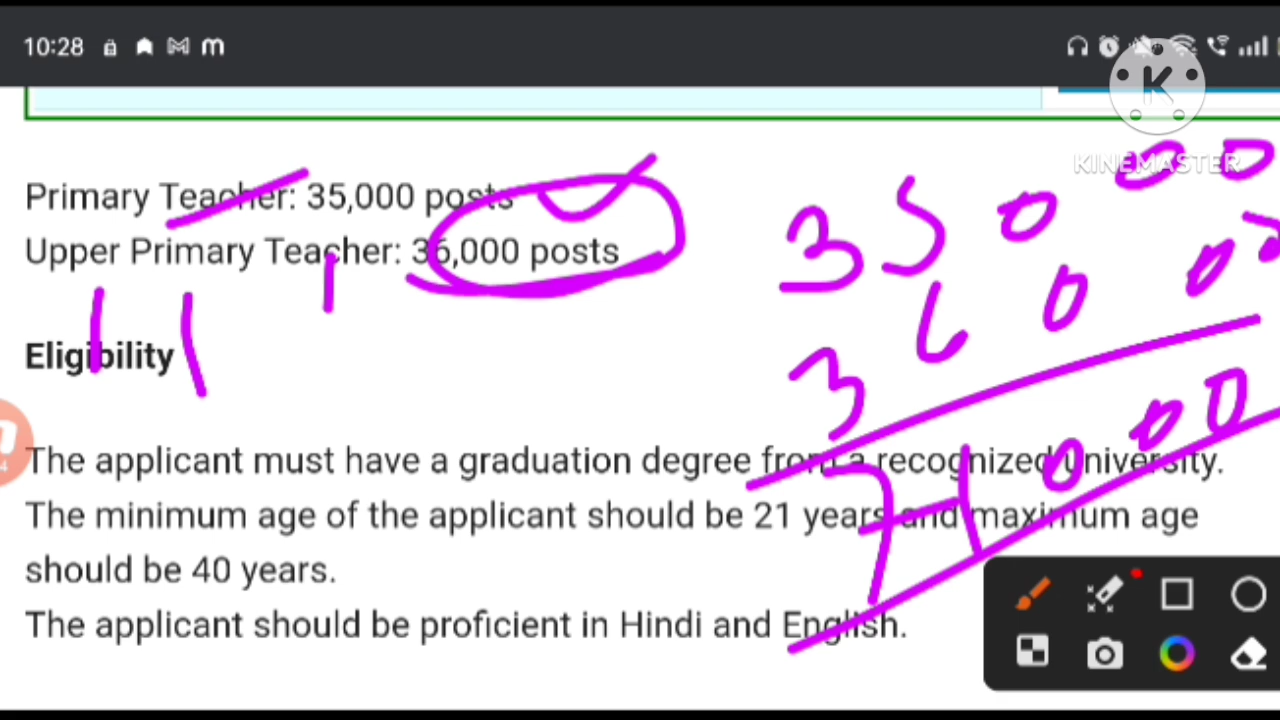 10:28
KINEMASTER
Primary Teacher: 35,000 posts
Upper Primary Teacher: 36,000 posts
35000
36000
71000
Eligibility
The applicant must have a graduation degree from a recognized university.
The minimum age of the applicant should be 21 years and maximum age
should be 40 years.
The applicant should be proficient in Hindi and English.